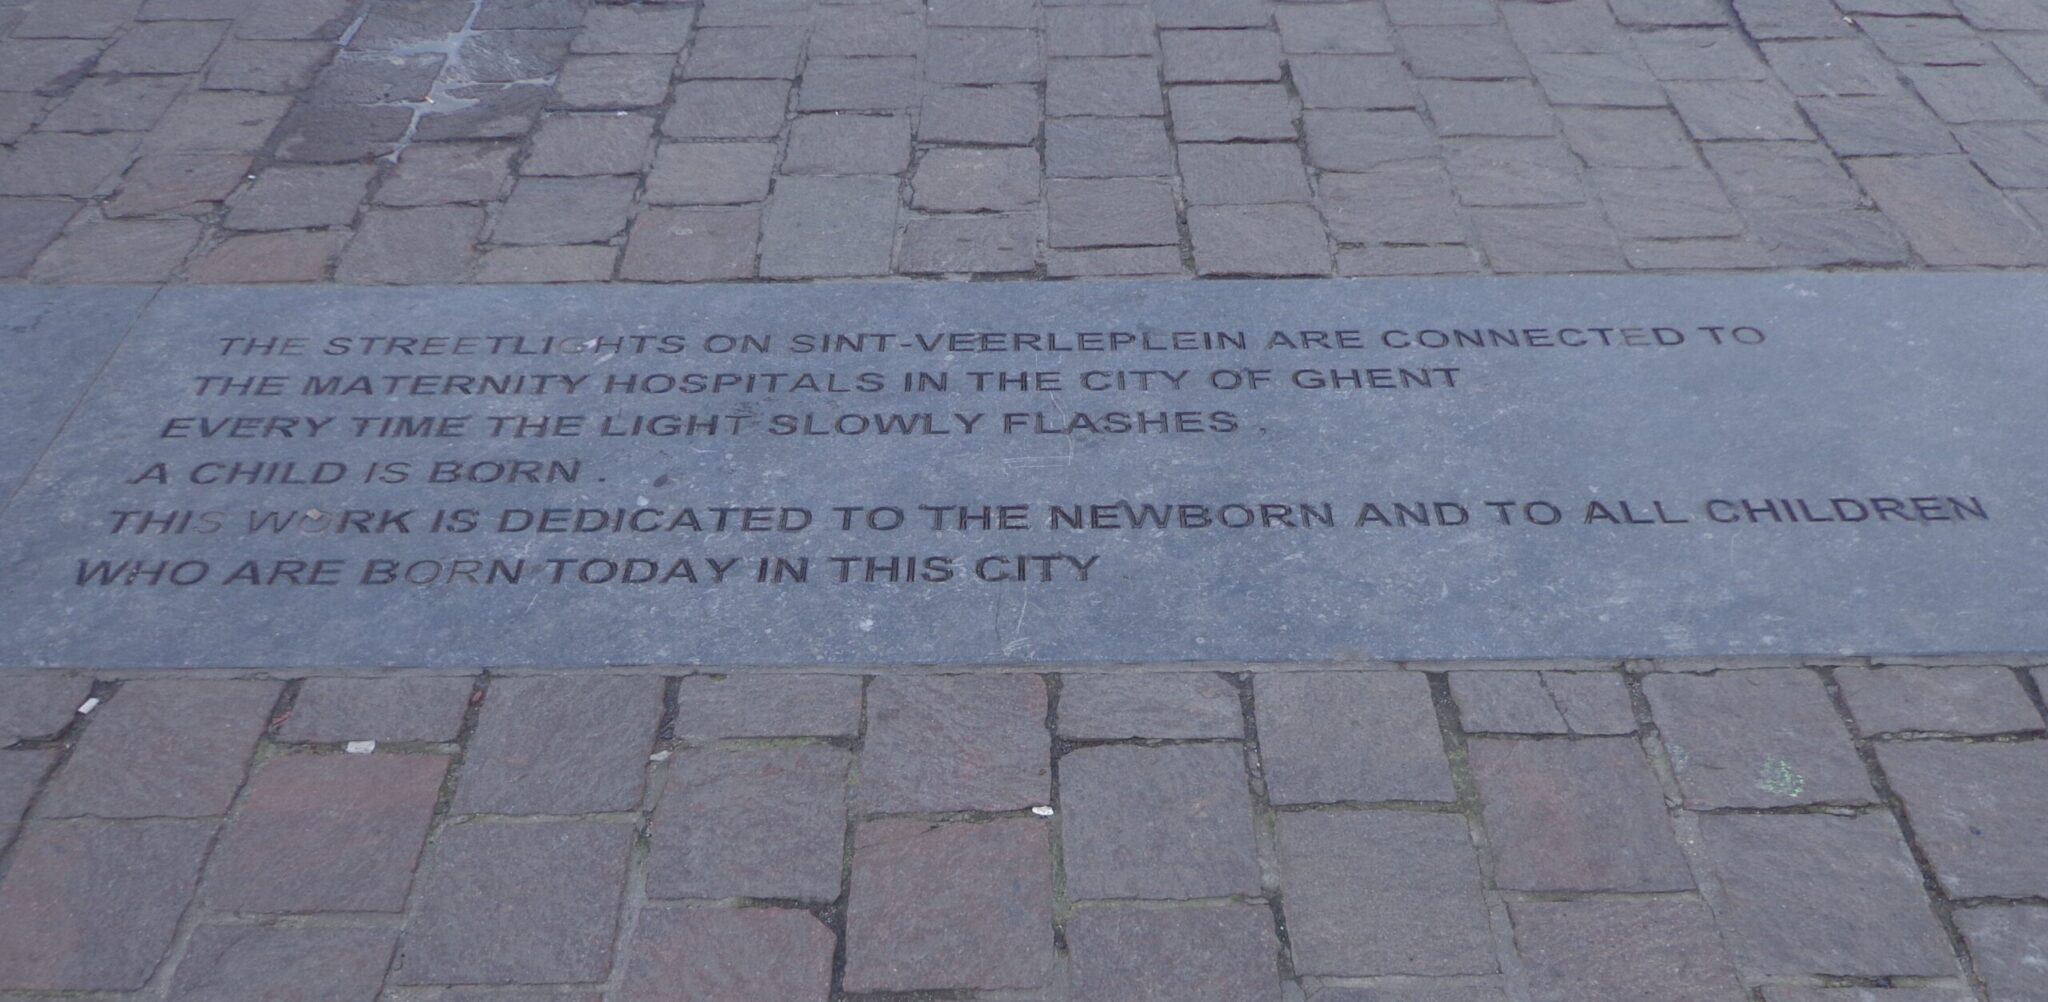 THE STREETLIGHTS ON SINT-VEERLEPLEIN ARE CONNECTED TO
THE MATERNITY HOSPITALS IN THE CITY OF GHENT
EVERY TIME THE LIGHT SLOWLY FLASHES ,
A CHILD IS BORN .
THIS WORK IS DEDICATED TO THE NEWBORN AND TO ALL CHILDREN
WHO ARE BORN TODAY IN THIS CITY